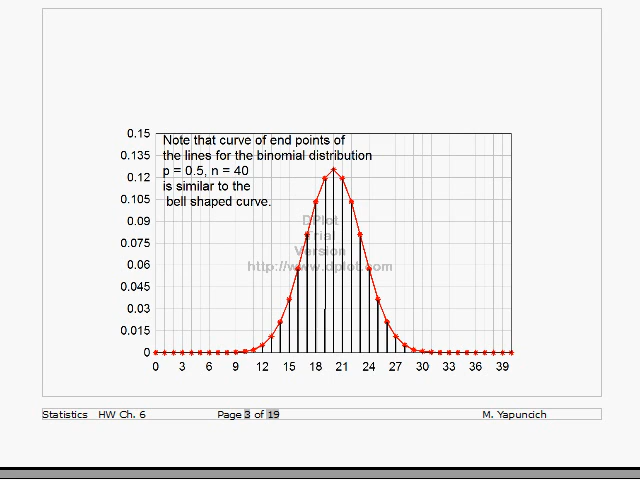 0.15
Note that curve of end points of
0.135
the lines for the binomial distribution
p = 0.5, n = 40
0.12
is similar to the
0.105
bell shaped curve.
0.09
DPlot
0.075
Trial
Version
0.06
http://www.dplot.com
0.045
0.03
0.015
0
0 3 6 9 12 15 18 21 24 27 30 33 36 39
Statistics HW Ch. 6 Page 3 of 19 M. Yapuncich